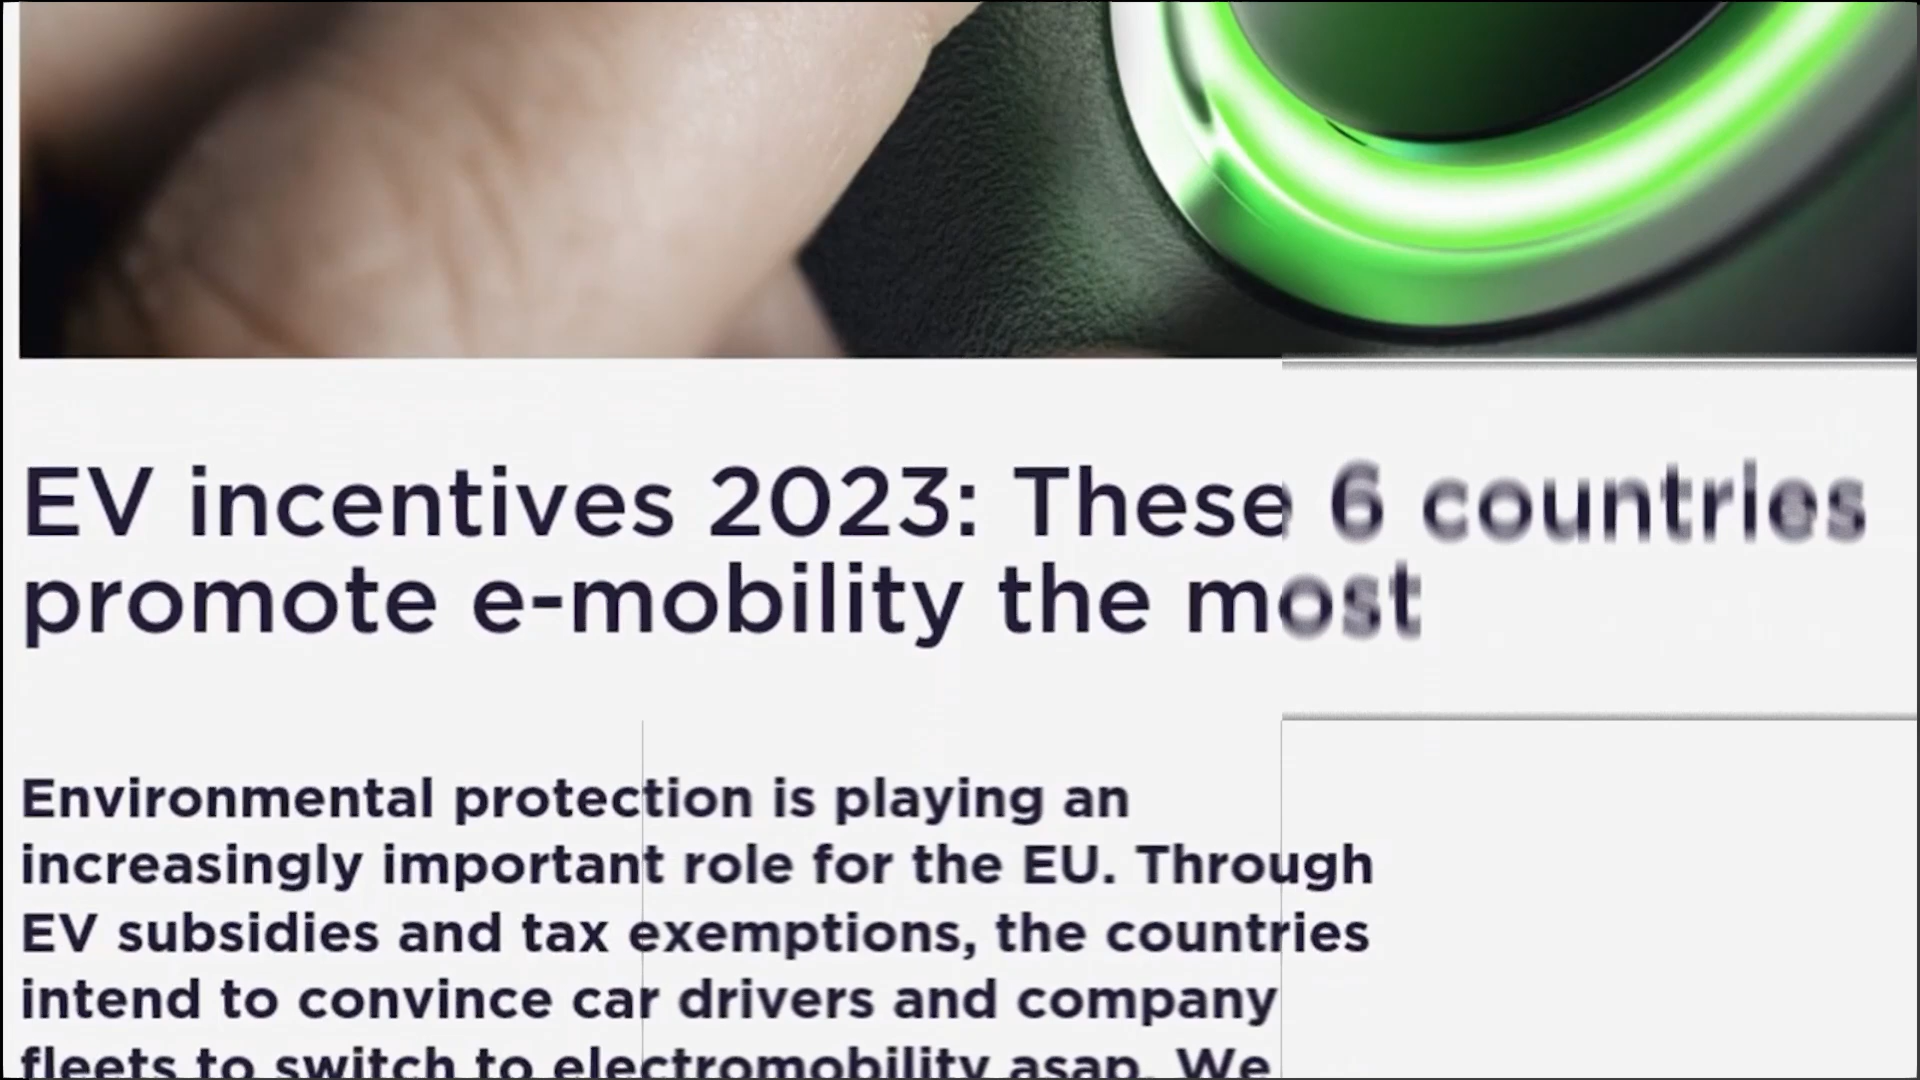 EV incentives 2023: These 6 countries
promote e-mobility the most
Environmental protection is playing an
increasingly important role for the EU. Through
EV subsidies and tax exemptions, the countries
intend to convince car drivers and company
fleets to switch to electromobility asap. We